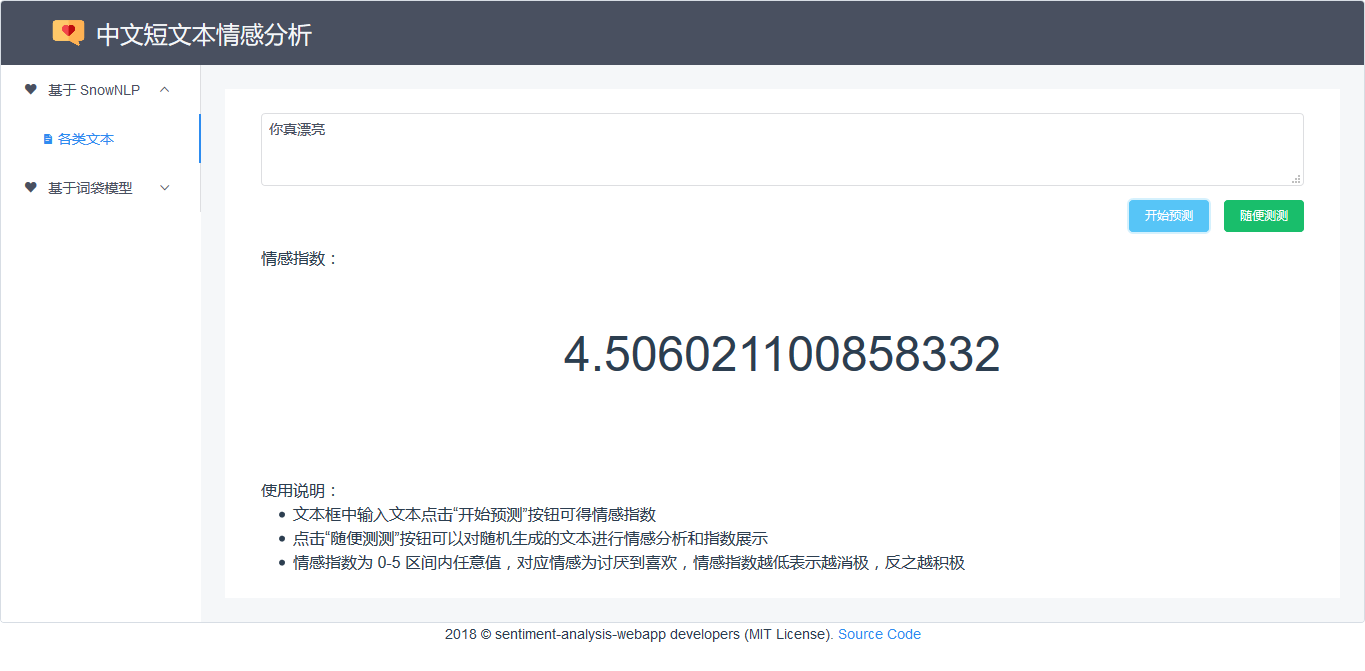 中文短文本情感分析
基于 SnowNLP
各类文本
基于词袋模型
你真漂亮
开始预测 随便测测
情感指数：
4.506021100858332
使用说明：
文本框中输入文本点击“开始预测”按钮可得情感指数
点击“随便测测”按钮可以对随机生成的文本进行情感分析和指数展示
情感指数为 0-5 区间内任意值，对应情感为讨厌到喜欢，情感指数越低表示越消极，反之越积极
2018 © sentiment-analysis-webapp developers (MIT License). Source Code